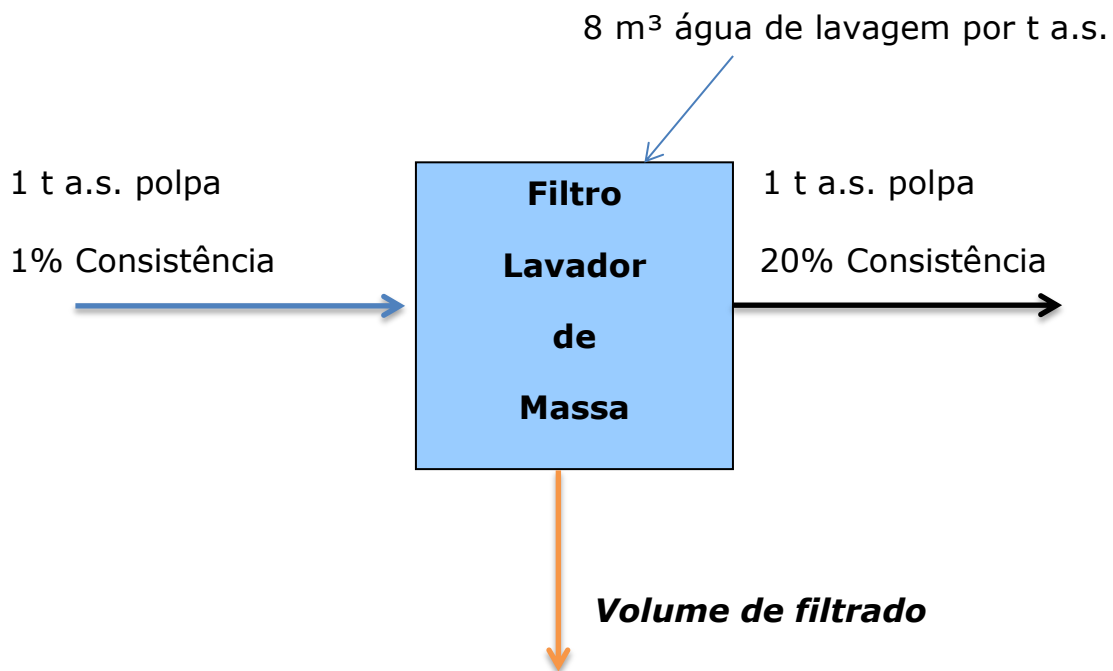 8 m³ água de lavagem por t a.s.
1 t a.s. polpa
1% Consistência
Filtro
Lavador
de
Massa
1 t a.s. polpa
20% Consistência
Volume de filtrado